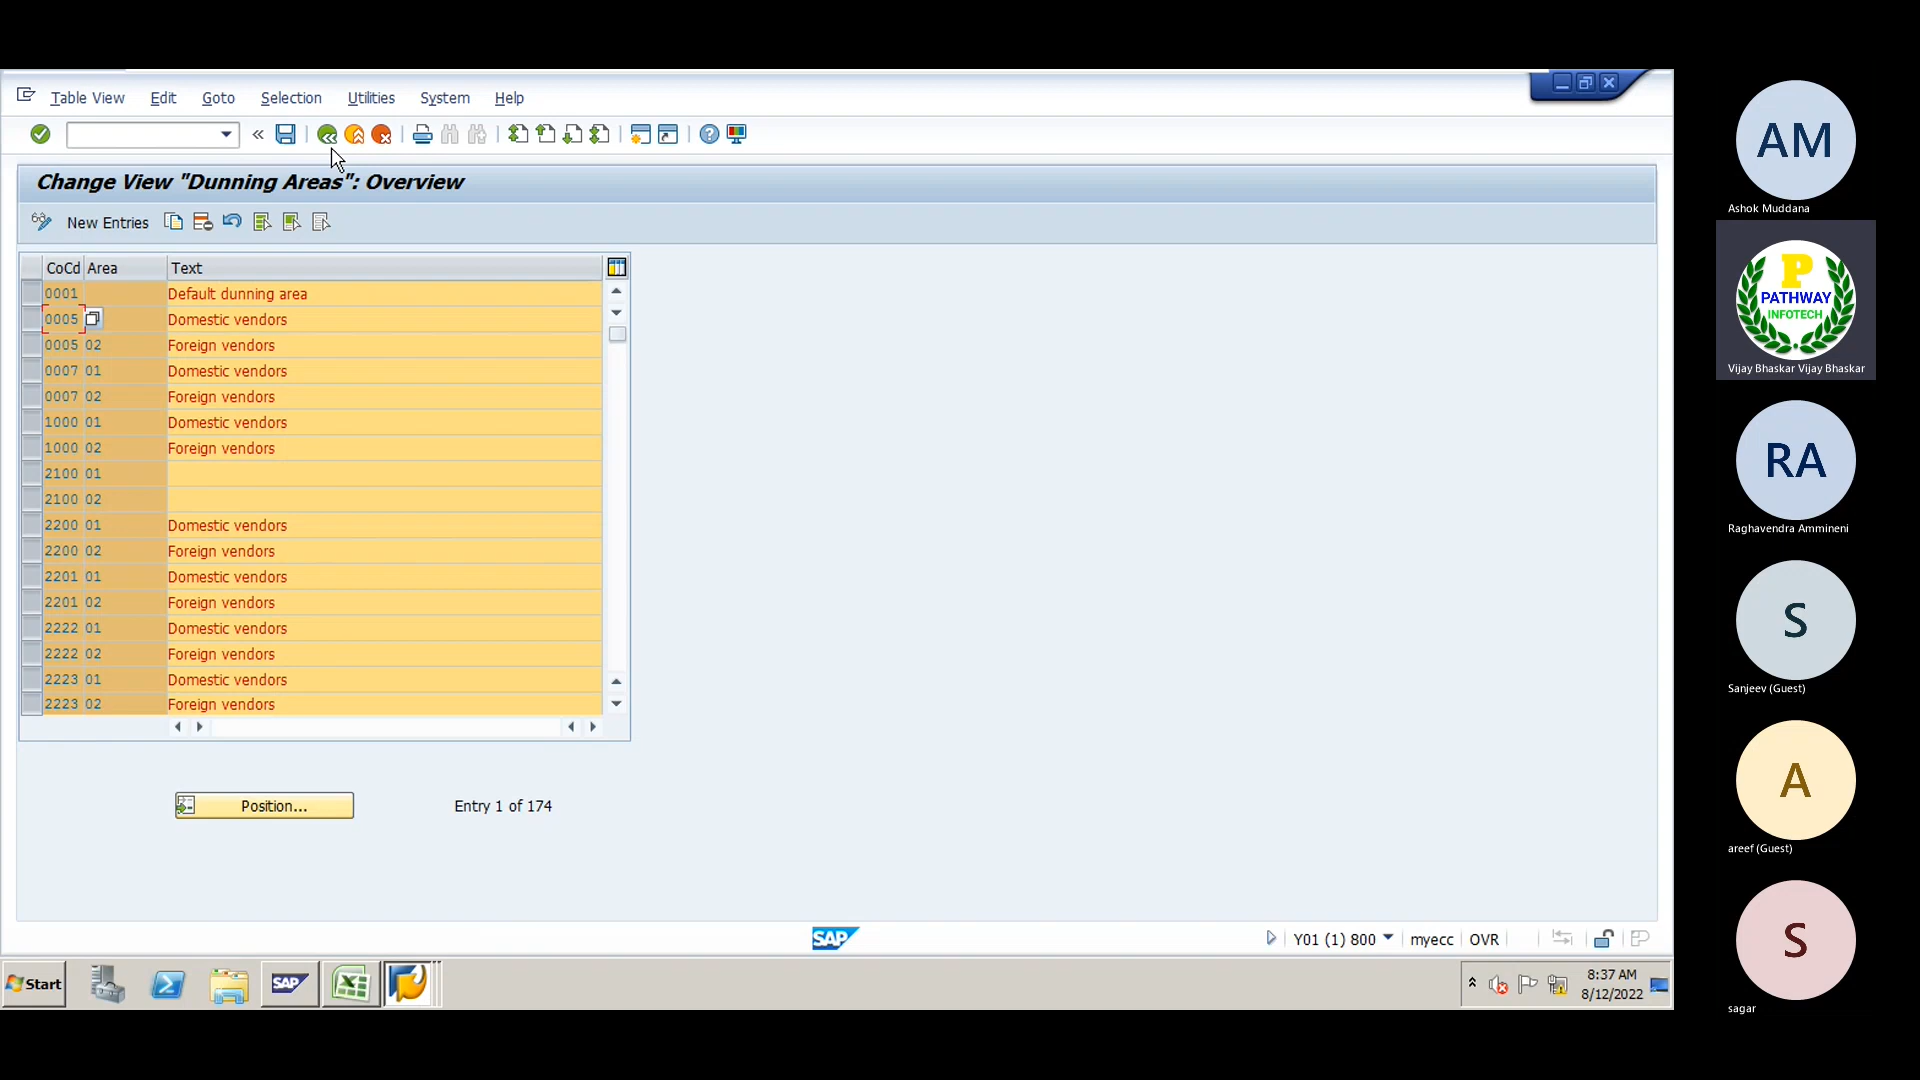 Table View Edit Goto Selection Utilities System Help
Change View "Dunning Areas": Overview
New Entries
CoCd Area Text
0001 Default dunning area
0005 Domestic vendors
0005 02 Foreign vendors
0007 01 Domestic vendors
0007 02 Foreign vendors
1000 01 Domestic vendors
1000 02 Foreign vendors
2100 01
2100 02
2200 01 Domestic vendors
2200 02 Foreign vendors
2201 01 Domestic vendors
2201 02 Foreign vendors
2222 01 Domestic vendors
2222 02 Foreign vendors
2223 01 Domestic vendors
2223 02 Foreign vendors
Position... Entry 1 of 174
SAP Y01 (1) 800 myecc OVR
Start SAP 8:37 AM
8/12/2022
AM
Ashok Muddana
P
PATHWAY
INFOTECH
Vijay Bhaskar Vijay Bhaskar
RA
Raghavendra Ammineni
S
Sanjeev (Guest)
A
areef (Guest)
S
sagar